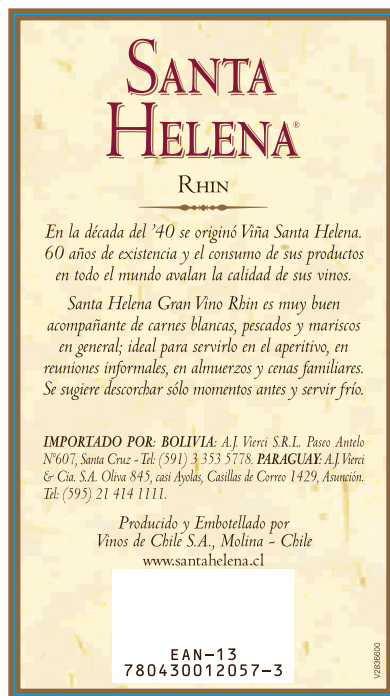 SANTA
HELENA®
RHIN
En la década del '40 se originó Viña Santa Helena.
60 años de existencia y el consumo de sus productos
en todo el mundo avalan la calidad de sus vinos.
Santa Helena Gran Vino Rhin es muy buen
acompañante de carnes blancas, pescados y mariscos
en general; ideal para servirlo en el aperitivo, en
reuniones informales, en almuerzos y cenas familiares.
Se sugiere descorchar sólo momentos antes y servir frío.
IMPORTADO POR: BOLIVIA: A.J. Vierci S.R.L. Paseo Antelo
N°607, Santa Cruz - Tel: (591) 3 353 5778. PARAGUAY: A.J. Vierci
& Cía. S.A. Oliva 845, casi Ayolas, Casillas de Correo 1429, Asunción.
Tel: (595) 21 414 1111.
Producido y Embotellado por
Vinos de Chile S.A., Molina - Chile
www.santahelena.cl
EAN-13
780430012057-3
V2836600